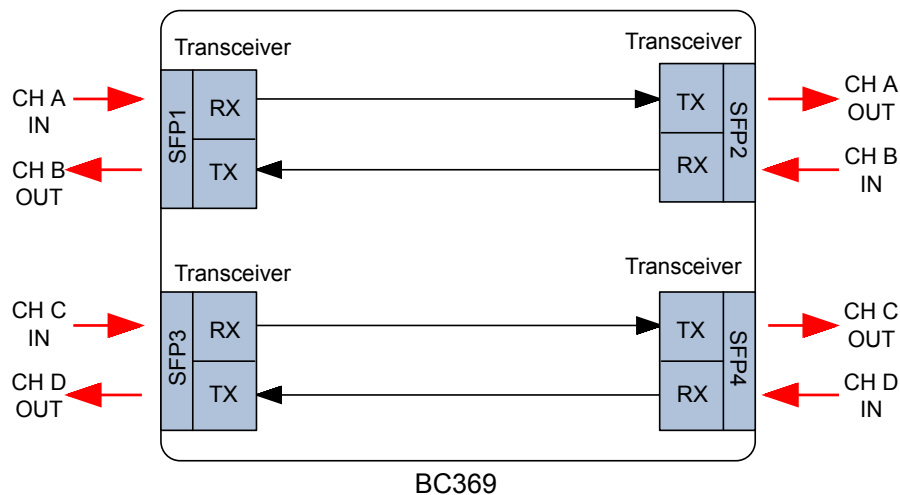 Transceiver
Transceiver
CH A
IN
SFP1
RX
TX
SFP2
CH A
OUT
CH B
OUT
TX
RX
CH B
IN
Transceiver
Transceiver
CH C
IN
SFP3
RX
TX
SFP4
CH C
OUT
CH D
OUT
TX
RX
CH D
IN
BC369